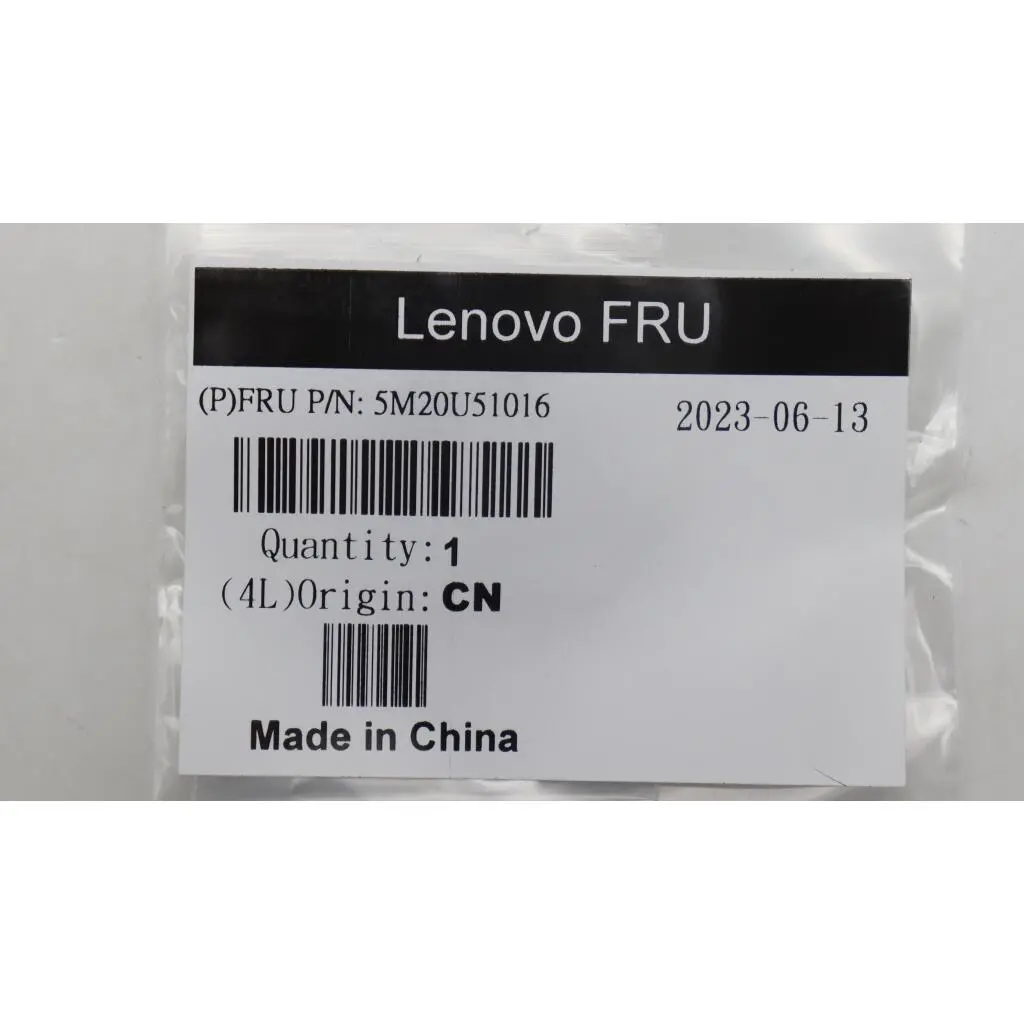 Lenovo FRU
(P)FRU P/N: 5M20U51016
2023-06-13
Quantity: 1
(4L)Origin: CN
Made in China